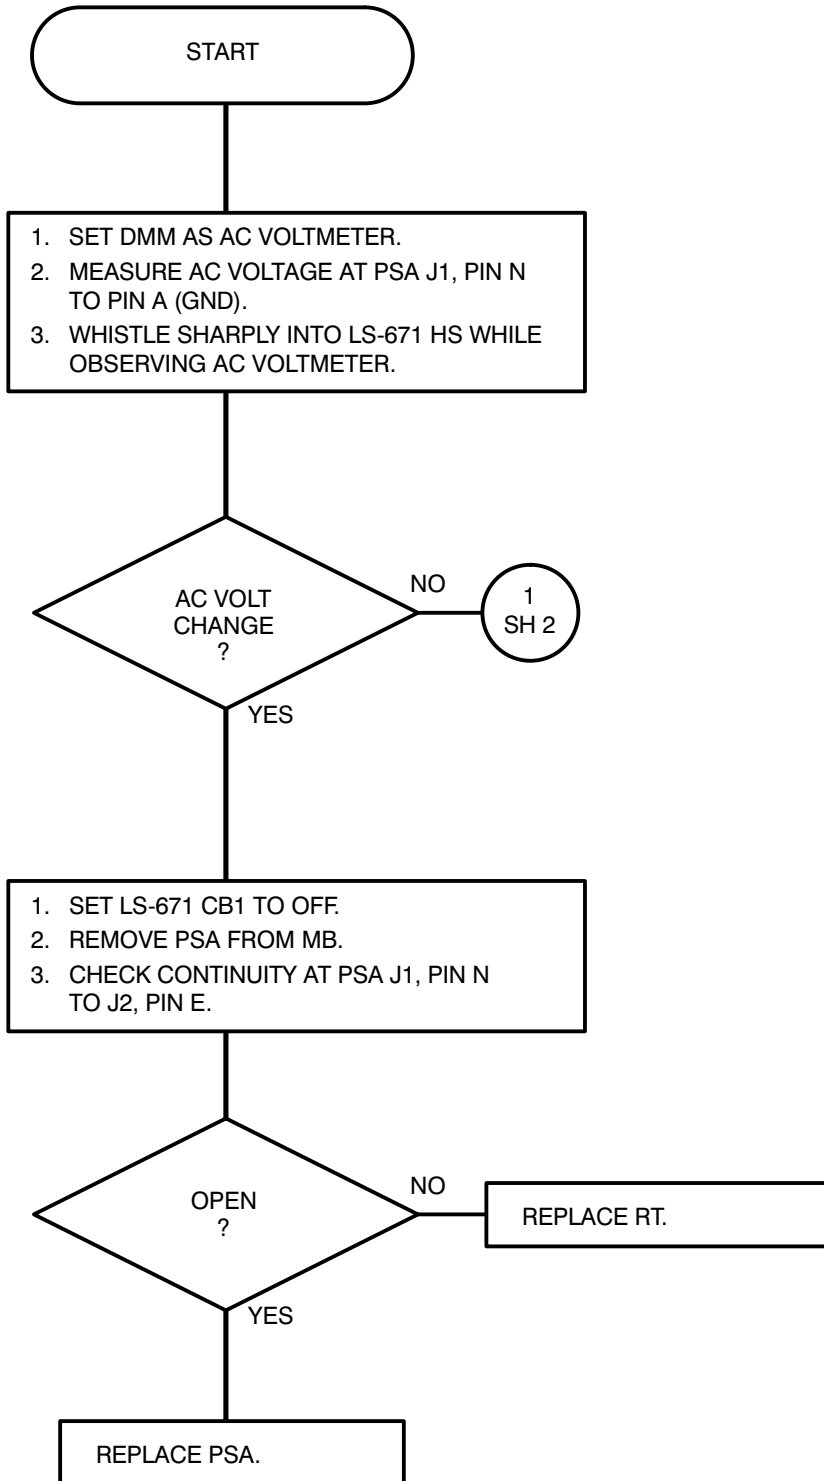 START
1. SET DMM AS AC VOLTMETER.
2. MEASURE AC VOLTAGE AT PSA J1, PIN N
TO PIN A (GND).
3. WHISTLE SHARPLY INTO LS-671 HS WHILE
OBSERVING AC VOLTMETER.
AC VOLT
CHANGE
?
NO
1
SH 2
YES
1. SET LS-671 CB1 TO OFF.
2. REMOVE PSA FROM MB.
3. CHECK CONTINUITY AT PSA J1, PIN N
TO J2, PIN E.
OPEN
?
NO
REPLACE RT.
YES
REPLACE PSA.